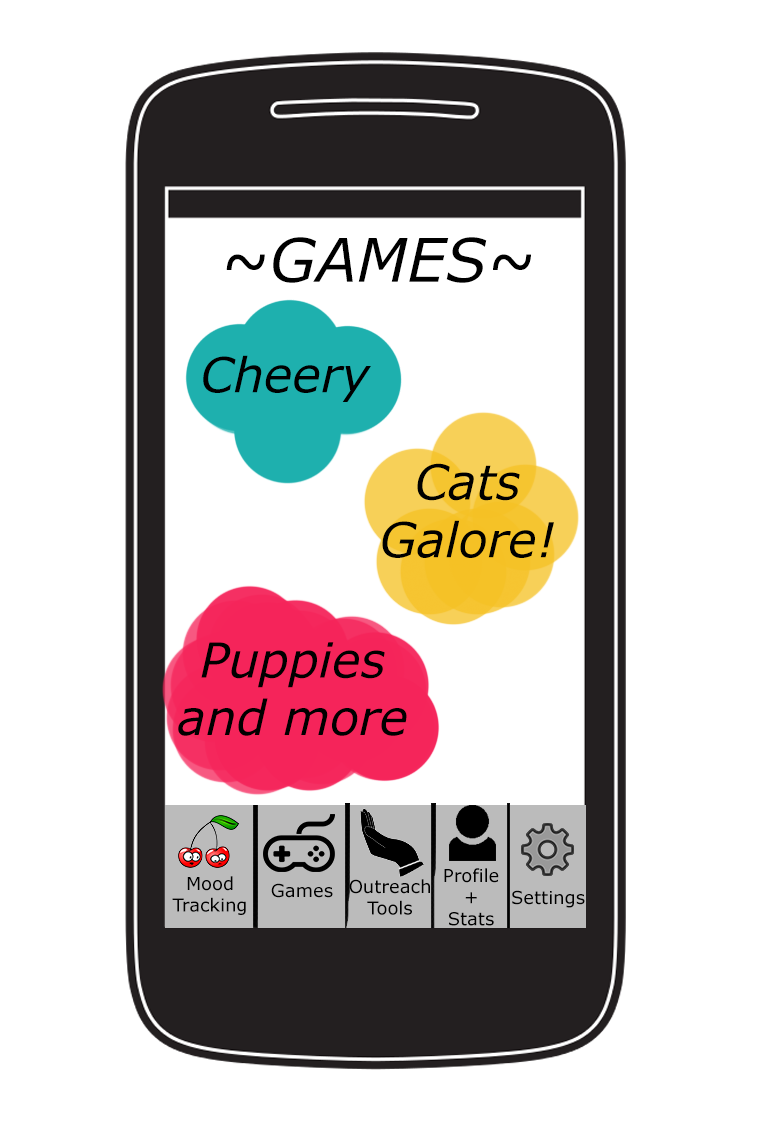 ~GAMES~
Cheery
Cats
Galore!
Puppies
and more
Mood
Tracking
Games
Outreach
Tools
Profile
+
Stats
Settings